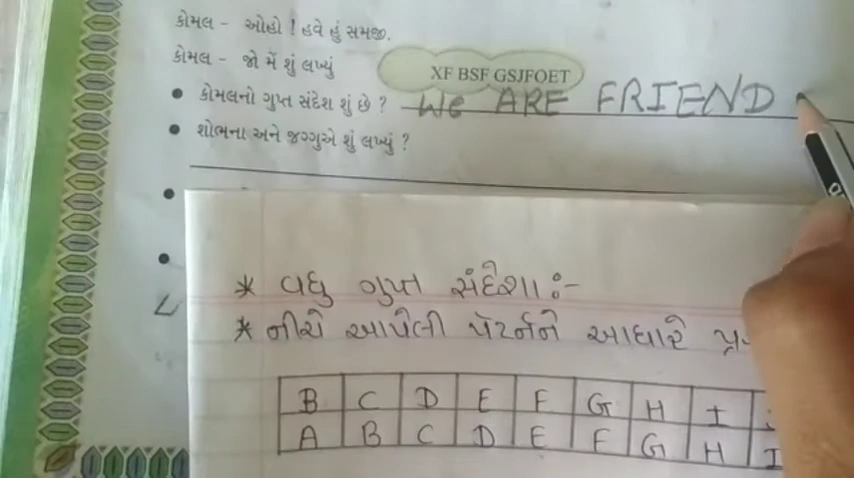 કોમલ - ઓહો ! હવે હું સમજી.
કોમલ - જો મેં શું લખ્યું
XF BSF GSJFOET
• કોમલનો ગુપ્ત સંદેશ શું છે ? We ARE FRIEND
• શોભના અને જગ્ગુએ શું લખ્યું ?
* વધુ ગુપ્ત સંદેશા :-
* નીચે આપેલી પૅટર્નને આધારે
B C D E F G H I
A B C D E F G H I